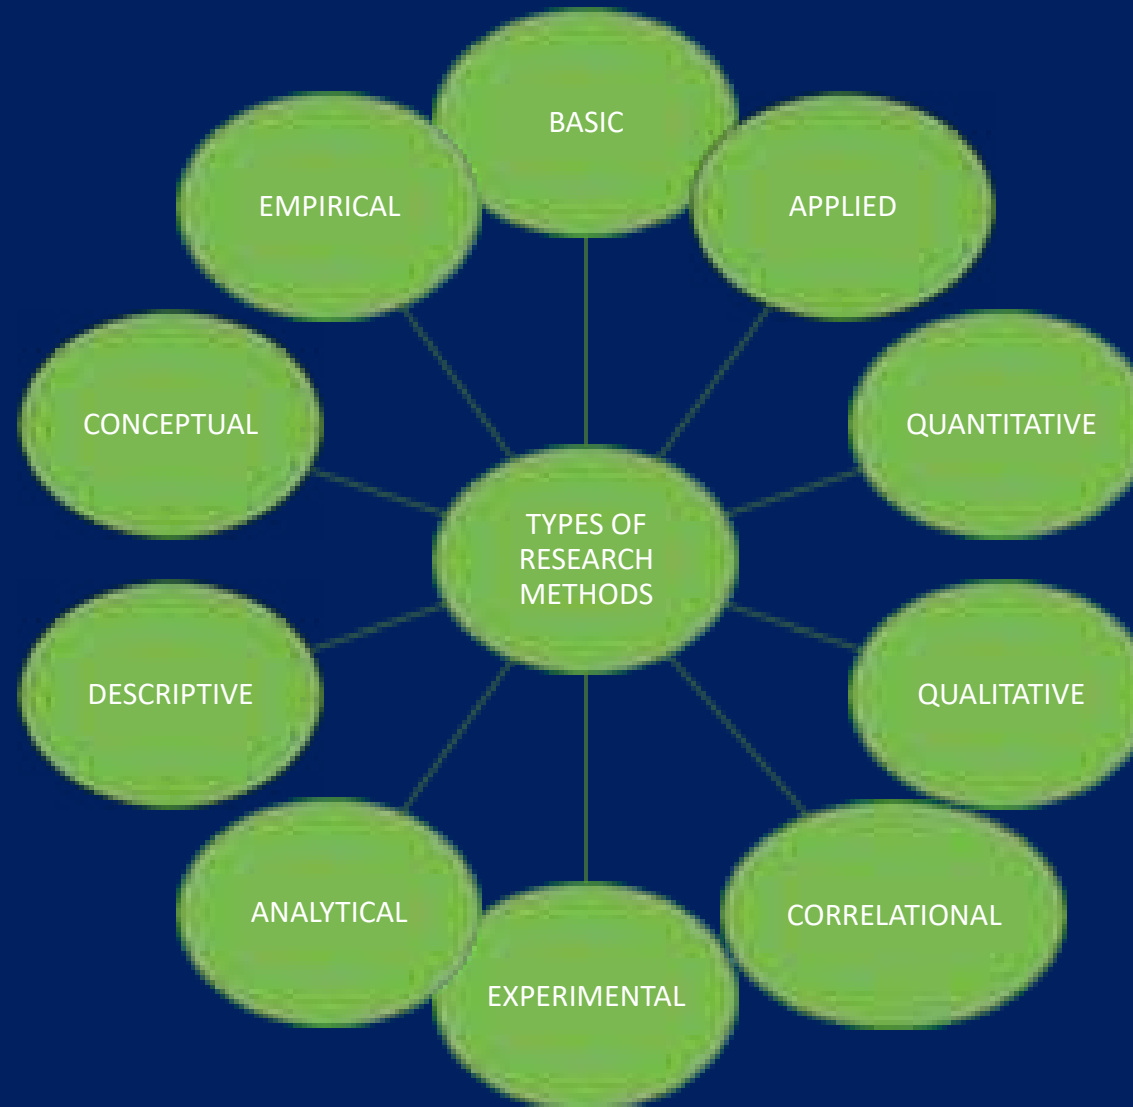 BASIC
EMPIRICAL
APPLIED
CONCEPTUAL
QUANTITATIVE
TYPES OF
RESEARCH
METHODS
DESCRIPTIVE
QUALITATIVE
ANALYTICAL
CORRELATIONAL
EXPERIMENTAL